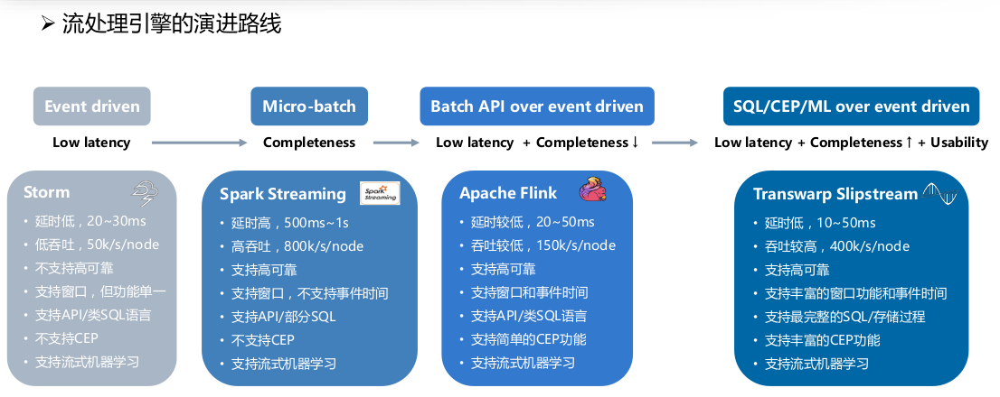 ➢ 流处理引擎的演进路线
Event driven
Micro-batch
Batch API over event driven
SQL/CEP/ML over event driven
Low latency
Completeness
Low latency + Completeness↓
Low latency + Completeness↑ + Usability
Storm
• 延时低，20~30ms
• 低吞吐，50k/s/node
• 不支持高可靠
• 支持窗口，但功能单一
• 支持API/类SQL语言
• 不支持CEP
• 支持流式机器学习
Spark Streaming
Spark
Streaming
• 延时高，500ms~1s
• 高吞吐，800k/s/node
• 支持高可靠
• 支持窗口，不支持事件时间
• 支持API/部分SQL
• 不支持CEP
• 支持流式机器学习
Apache Flink
• 延时较低，20~50ms
• 吞吐较低，150k/s/node
• 支持高可靠
• 支持窗口和事件时间
• 支持API/类SQL语言
• 支持简单的CEP功能
• 支持流式机器学习
Transwarp Slipstream
• 延时低，10~50ms
• 吞吐较高，400k/s/node
• 支持高可靠
• 支持丰富的窗口功能和事件时间
• 支持最完整的SQL/存储过程
• 支持丰富的CEP功能
• 支持流式机器学习